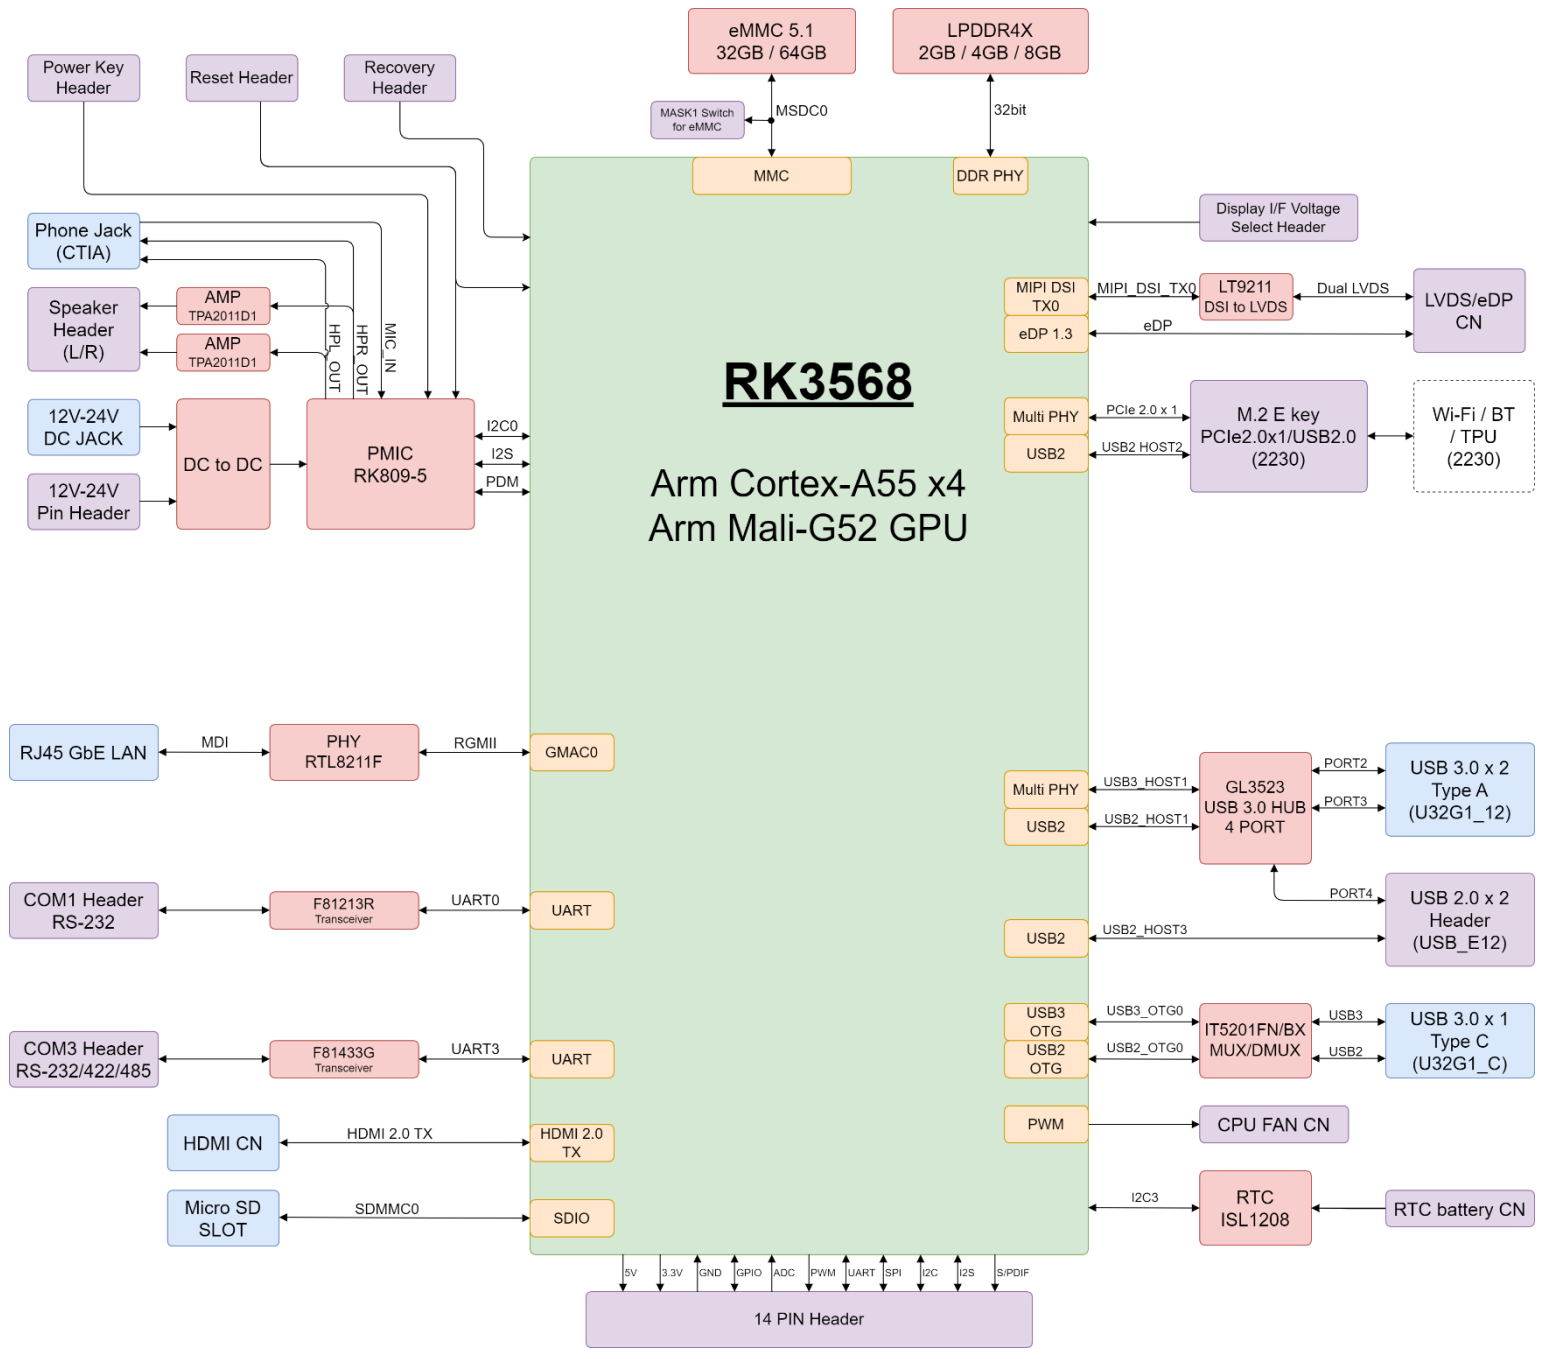 eMMC 5.1
32GB / 64GB
LPDDR4X
2GB / 4GB / 8GB
Power Key
Header
Reset Header
Recovery
Header
MASK1 Switch
for eMMC
MSDC0
32bit
MMC
DDR PHY
Phone Jack
(CTIA)
Display I/F Voltage
Select Header
Speaker
Header
(L/R)
AMP
TPA2011D1
AMP
TPA2011D1
HPL_OUT
HPR_OUT
MIC_IN
MIPI DSI
TX0
MIPI_DSI_TX0
LT9211
DSI to LVDS
Dual LVDS
LVDS/eDP
CN
eDP 1.3
eDP
RK3568
Arm Cortex-A55 x4
Arm Mali-G52 GPU
12V-24V
DC JACK
12V-24V
Pin Header
DC to DC
PMIC
RK809-5
I2C0
I2S
PDM
Multi PHY
PCIe 2.0 x 1
USB2
USB2 HOST2
M.2 E key
PCIe2.0x1/USB2.0
(2230)
Wi-Fi / BT
/ TPU
(2230)
RJ45 GbE LAN
MDI
PHY
RTL8211F
RGMII
GMAC0
Multi PHY
USB3_HOST1
USB2
USB2_HOST1
GL3523
USB 3.0 HUB
4 PORT
PORT2
PORT3
USB 3.0 x 2
Type A
(U32G1_12)
COM1 Header
RS-232
F81213R
Transceiver
UART0
UART
PORT4
USB2
USB2_HOST3
USB 2.0 x 2
Header
(USB_E12)
COM3 Header
RS-232/422/485
F81433G
Transceiver
UART3
UART
USB3
OTG
USB3_OTG0
USB2
OTG
USB2_OTG0
IT5201FN/BX
MUX/DMUX
USB3
USB2
USB 3.0 x 1
Type C
(U32G1_C)
HDMI CN
HDMI 2.0 TX
HDMI 2.0
TX
PWM
CPU FAN CN
Micro SD
SLOT
SDMMC0
SDIO
I2C3
RTC
ISL1208
RTC battery CN
5V
3.3V
GND
GPIO
ADC
PWM
UART
SPI
I2C
I2S
S/PDIF
14 PIN Header